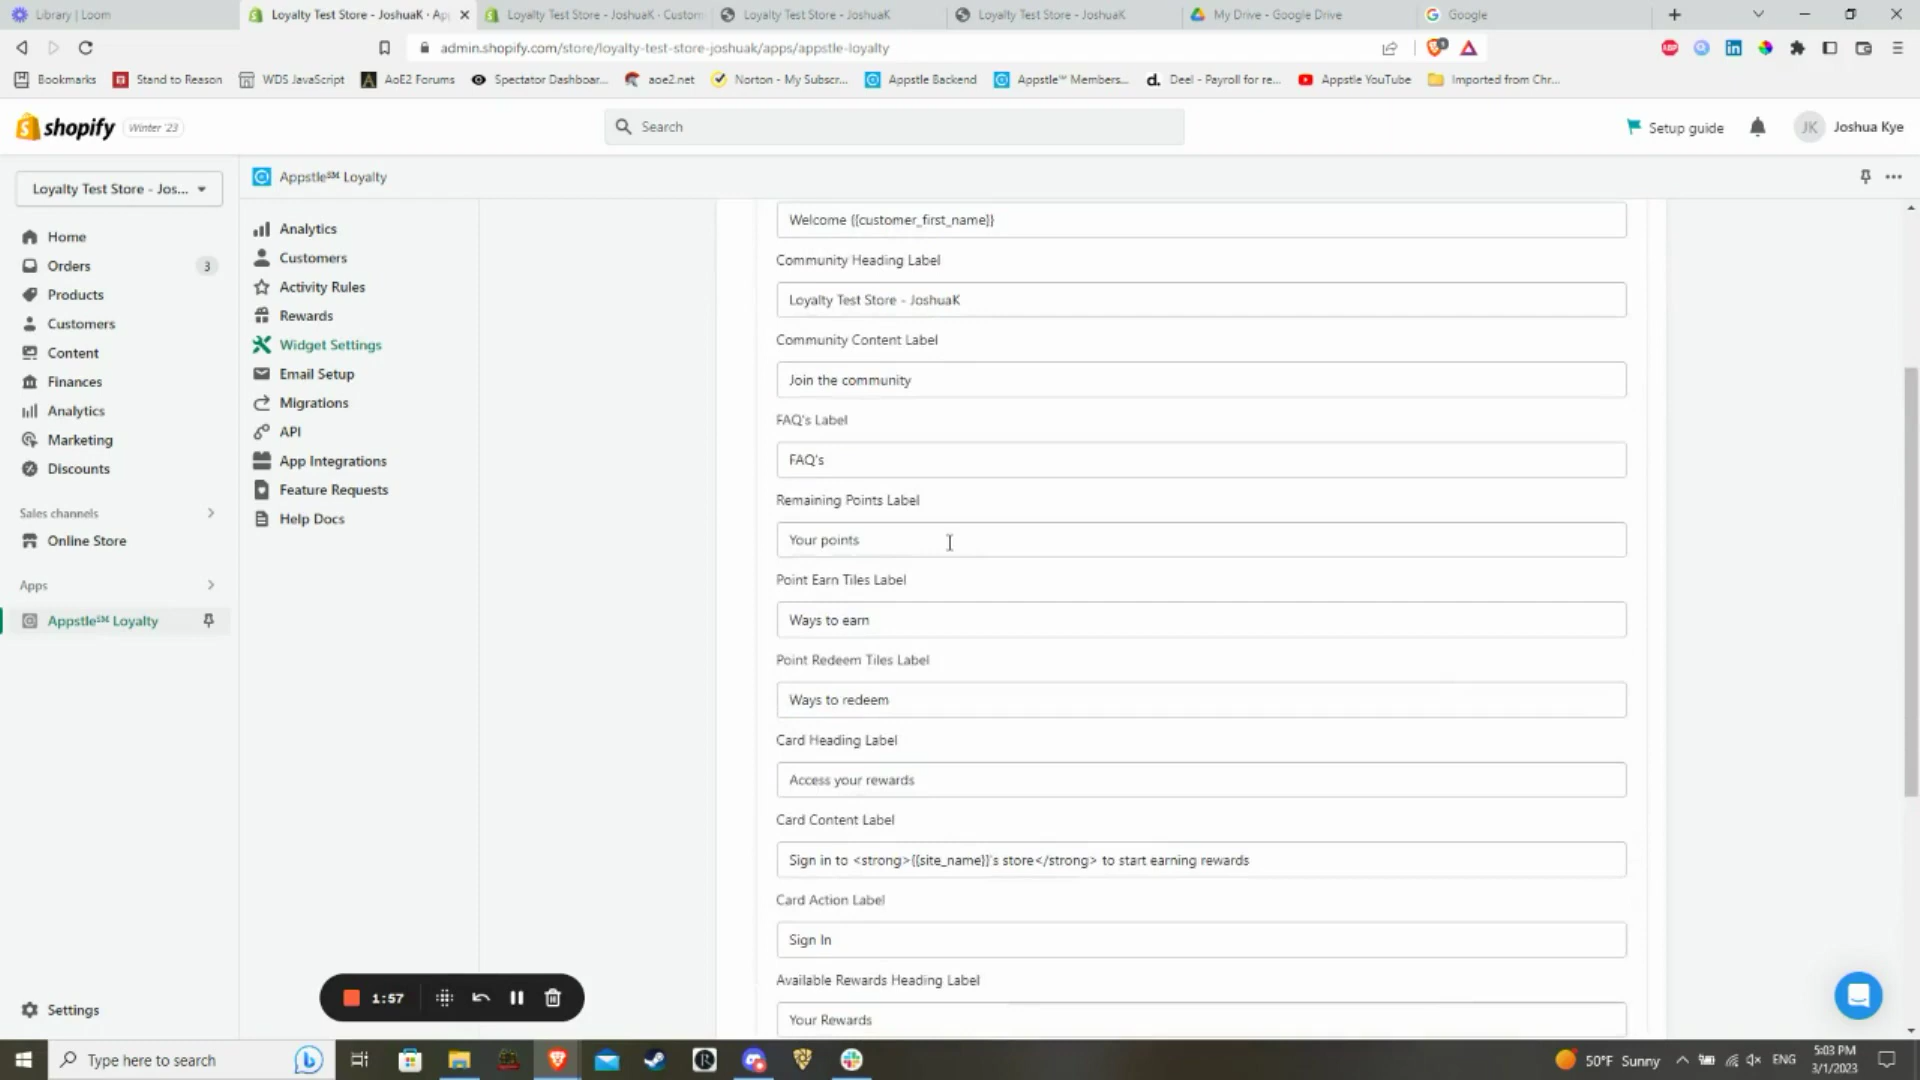 Library | Loom
Loyalty Test Store - JoshuaK · Ap
Loyalty Test Store - JoshuaK · Custom
Loyalty Test Store - JoshuaK
Loyalty Test Store - JoshuaK
My Drive - Google Drive
Google
admin.shopify.com/store/loyalty-test-store-joshuak/apps/appstle-loyalty
Bookmarks
Stand to Reason
WDS JavaScript
AoE2 Forums
Spectator Dashboar...
aoe2.net
Norton - My Subscr...
Appstle Backend
Appstle℠ Members...
Deel - Payroll for re...
Appstle YouTube
Imported from Chr...
shopify
Winter '23
Search
Setup guide
JK
Joshua Kye
Loyalty Test Store - Jos...
Appstle℠ Loyalty
Home
Orders
3
Products
Customers
Content
Finances
Analytics
Marketing
Discounts
Sales channels
Online Store
Apps
Appstle℠ Loyalty
Settings
Analytics
Customers
Activity Rules
Rewards
Widget Settings
Email Setup
Migrations
API
App Integrations
Feature Requests
Help Docs
Welcome {{customer_first_name}}
Community Heading Label
Loyalty Test Store - JoshuaK
Community Content Label
Join the community
FAQ's Label
FAQ's
Remaining Points Label
Your points
Point Earn Tiles Label
Ways to earn
Point Redeem Tiles Label
Ways to redeem
Card Heading Label
Access your rewards
Card Content Label
Sign in to <strong>{{site_name}}'s store</strong> to start earning rewards
Card Action Label
Sign In
Available Rewards Heading Label
Your Rewards
1:57
Type here to search
50°F Sunny
ENG
5:03 PM
3/1/2023